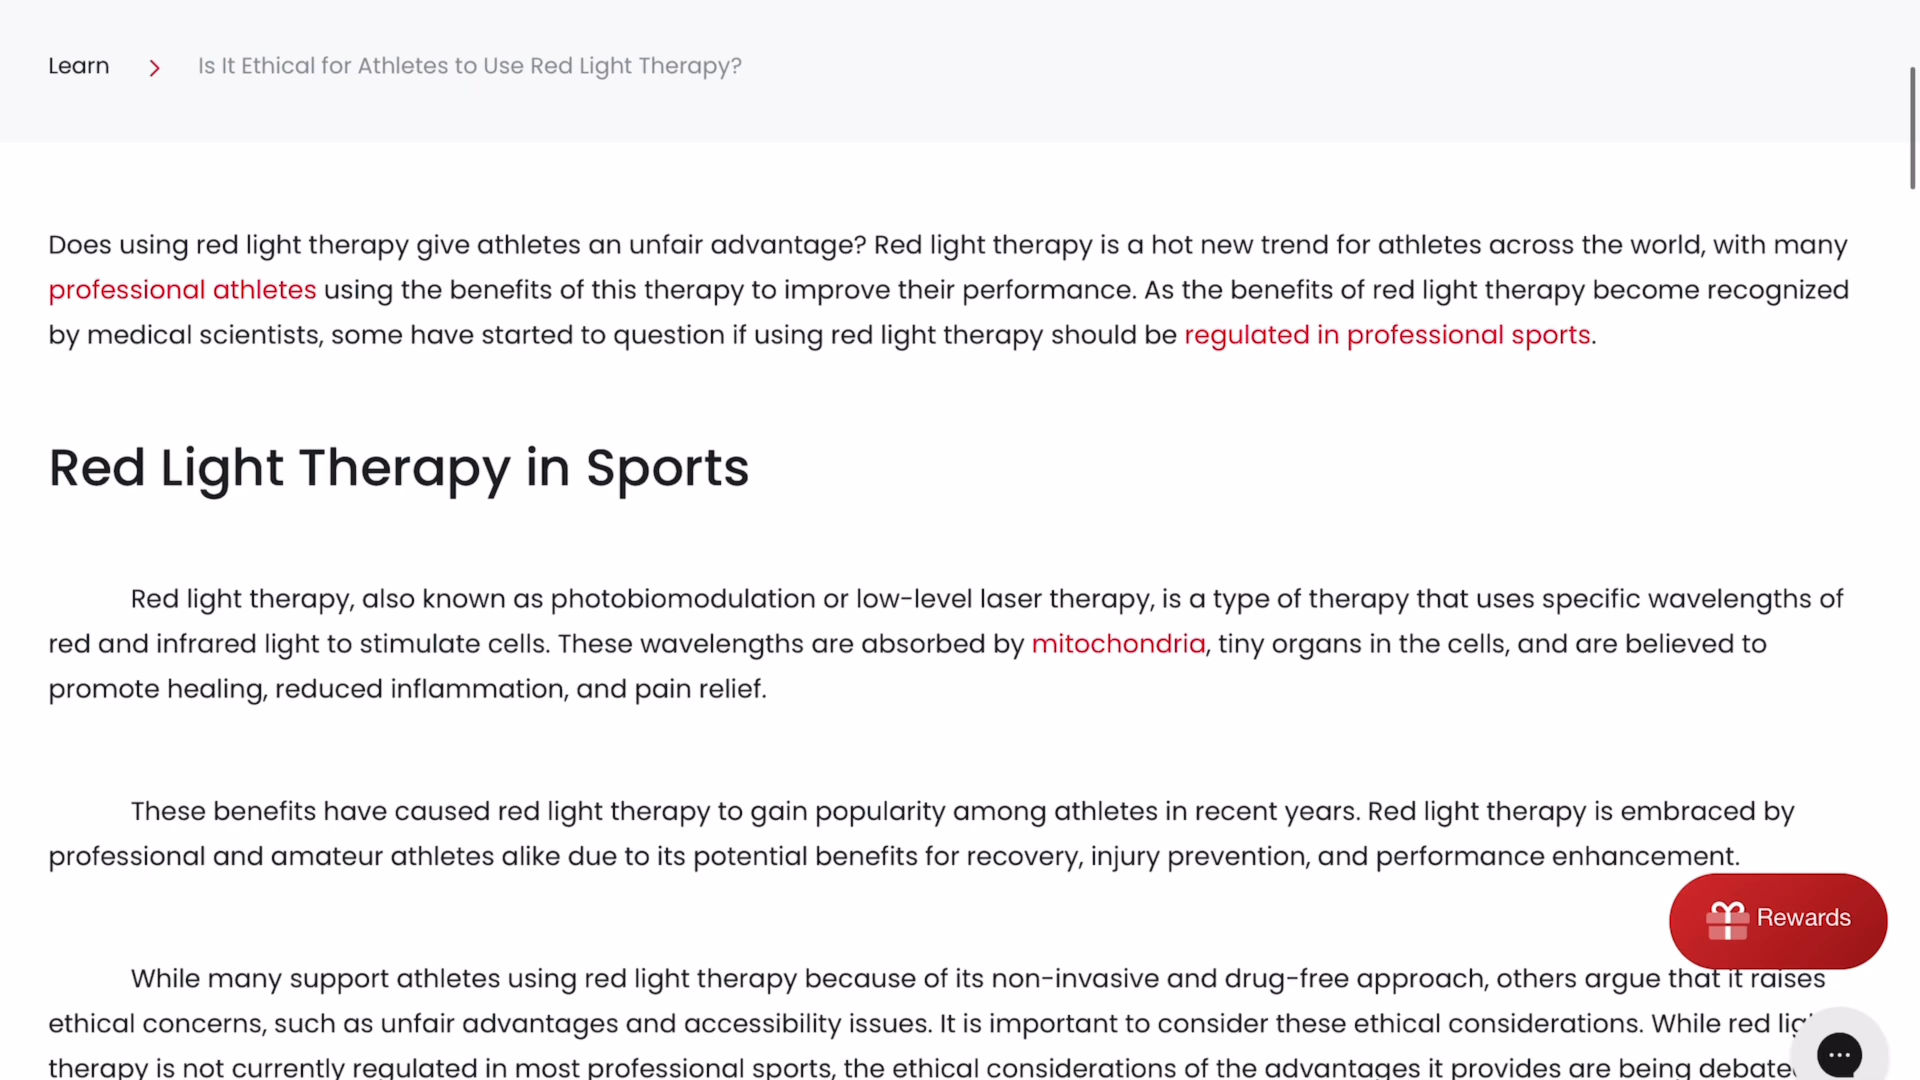 Learn
Is It Ethical for Athletes to Use Red Light Therapy?
Does using red light therapy give athletes an unfair advantage? Red light therapy is a hot new trend for athletes across the world, with many
professional athletes using the benefits of this therapy to improve their performance. As the benefits of red light therapy become recognized
by medical scientists, some have started to question if using red light therapy should be regulated in professional sports.
Red Light Therapy in Sports
Red light therapy, also known as photobiomodulation or low-level laser therapy, is a type of therapy that uses specific wavelengths of
red and infrared light to stimulate cells. These wavelengths are absorbed by mitochondria, tiny organs in the cells, and are believed to
promote healing, reduced inflammation, and pain relief.
These benefits have caused red light therapy to gain popularity among athletes in recent years. Red light therapy is embraced by
professional and amateur athletes alike due to its potential benefits for recovery, injury prevention, and performance enhancement.
Rewards
While many support athletes using red light therapy because of its non-invasive and drug-free approach, others argue that it raises
ethical concerns, such as unfair advantages and accessibility issues. It is important to consider these ethical considerations. While red
therapy is not currently regulated in most professional sports, the ethical considerations of the advantages it provides are being